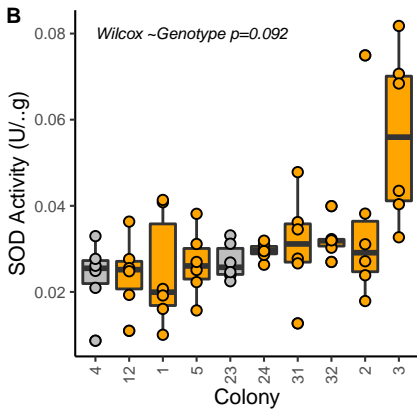 B
Wilcox ~Genotype p=0.092
SOD Activity (U/..g)
0.08
0.06
0.04
0.02
4 12 1 5 23 24 31 32 2 3
Colony